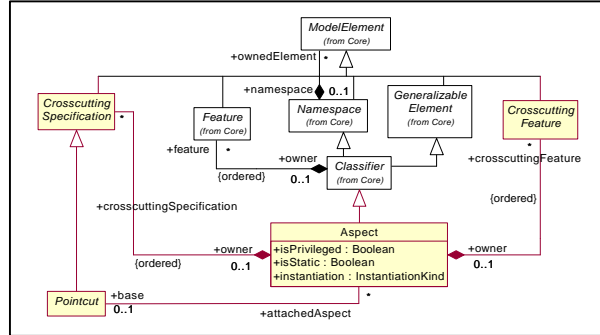 ModelElement
(from Core)
+ownedElement
*
+namespace
0..1
Crosscutting
Specification
*
Feature
(from Core)
Namespace
(from Core)
Generalizable
Element
(from Core)
Crosscutting
Feature
*
+feature
*
+owner
{ordered}
0..1
Classifier
(from Core)
+crosscuttingFeature
+crosscuttingSpecification
{ordered}
Aspect
+isPrivileged : Boolean
+isStatic : Boolean
+instantiation : InstantiationKind
+owner
{ordered}
0..1
+owner
0..1
Pointcut
+base
0..1
*
+attachedAspect